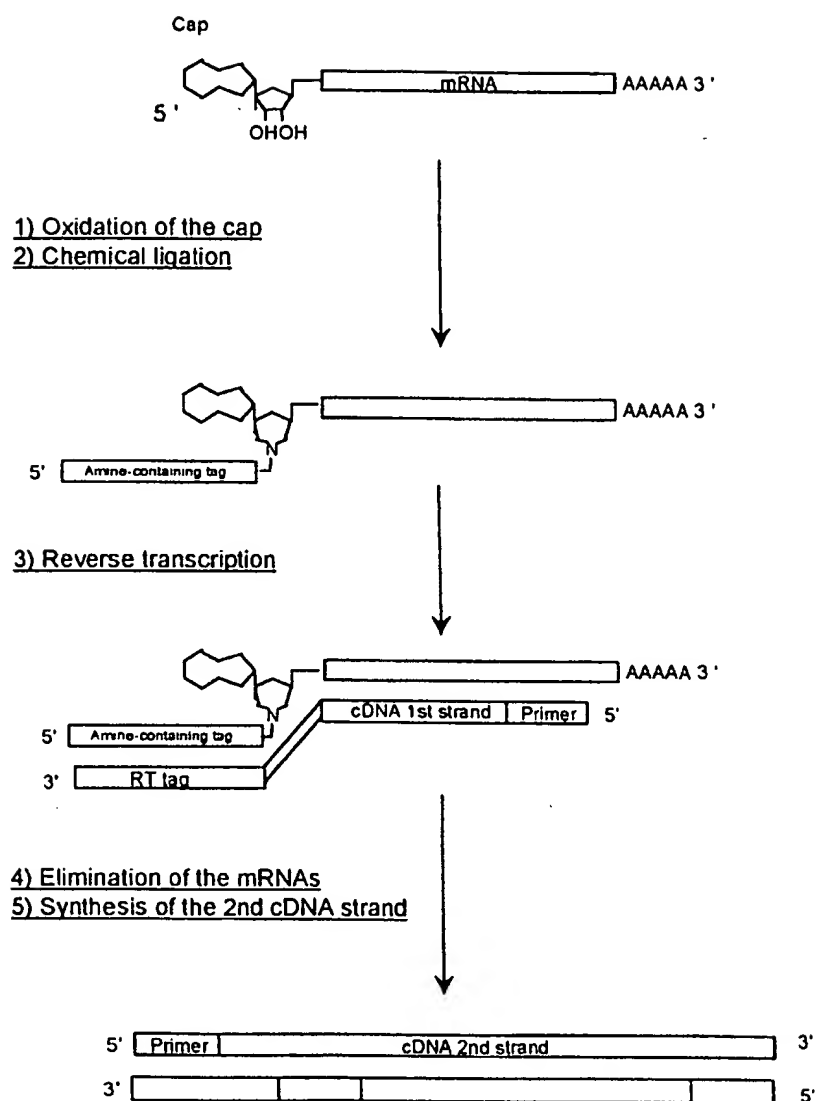 Cap
mRNA AAAAA 3 '
5 '
OHOH
1) Oxidation of the cap
2) Chemical ligation
AAAAA 3 '
N
5' Amine-containing tag
3) Reverse transcription
AAAAA 3 '
N
cDNA 1st strand Primer 5'
5' Amine-containing tag
3' RT tag
4) Elimination of the mRNAs
5) Synthesis of the 2nd cDNA strand
5' Primer cDNA 2nd strand 3'
3' 5'